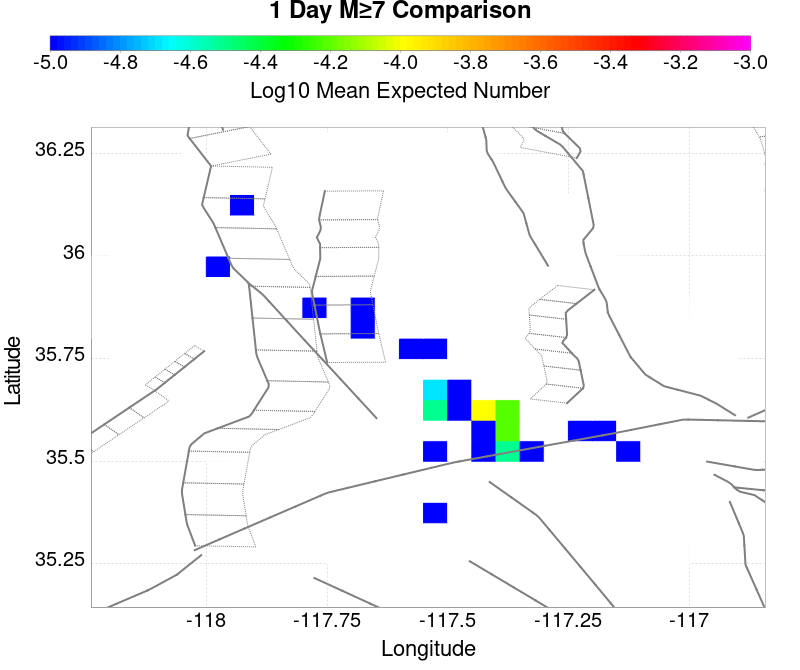 1 Day M≥7 Comparison
-5.0 -4.8 -4.6 -4.4 -4.2 -4.0 -3.8 -3.6 -3.4 -3.2 -3.0
Log10 Mean Expected Number
36.25
36
35.75
35.5
35.25
Latitude
-118 -117.75 -117.5 -117.25 -117
Longitude